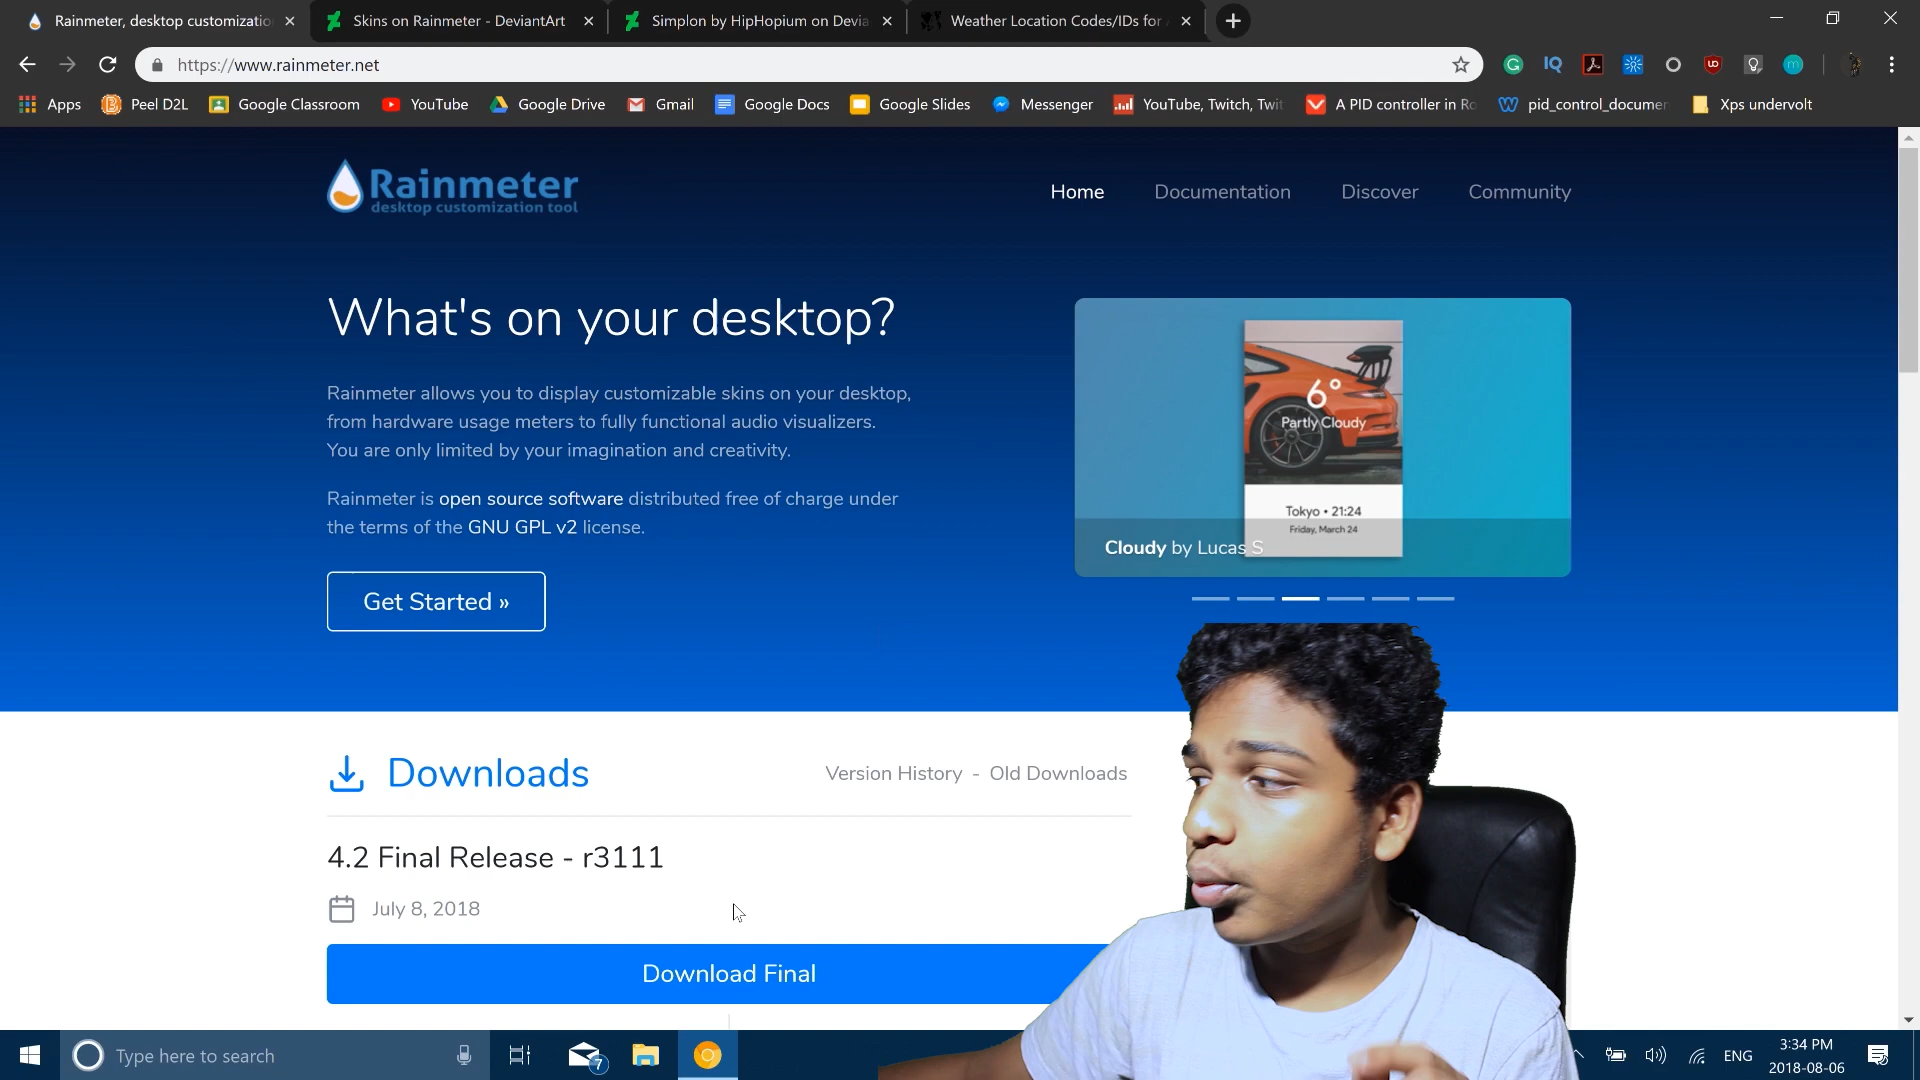 Rainmeter, desktop customizatio
Skins on Rainmeter - DeviantArt
Simplon by HipHopium on Devia
Weather Location Codes/IDs for
https://www.rainmeter.net
IQ
Apps
Peel D2L
Google Classroom
YouTube
Google Drive
Gmail
Google Docs
Google Slides
Messenger
YouTube, Twitch, Twit
A PID controller in Ro
pid_control_documen
Xps undervolt
Rainmeter
desktop customization tool
Home
Documentation
Discover
Community
What's on your desktop?
Rainmeter allows you to display customizable skins on your desktop,
from hardware usage meters to fully functional audio visualizers.
You are only limited by your imagination and creativity.
Rainmeter is open source software distributed free of charge under
the terms of the GNU GPL v2 license.
Get Started »
6°
Partly Cloudy
Tokyo • 21:24
Friday, March 24
Cloudy by Lucas S
Downloads
Version History - Old Downloads
4.2 Final Release - r3111
July 8, 2018
Download Final
Type here to search
7
ENG
3:34 PM
2018-08-06